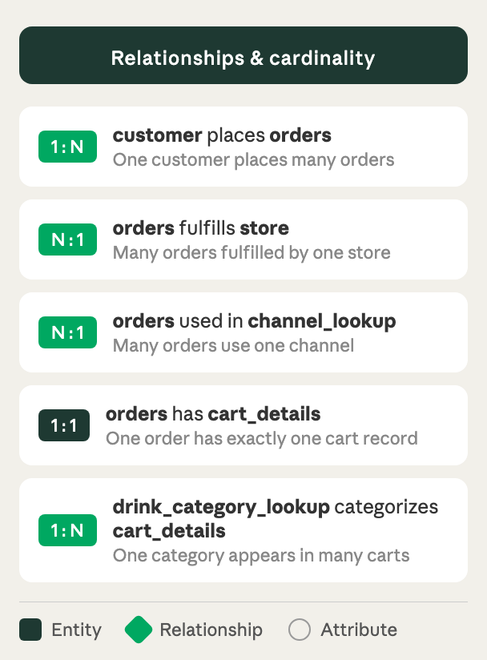 Relationships & cardinality
1:N
customer places orders
One customer places many orders
N:1
orders fulfills store
Many orders fulfilled by one store
N:1
orders used in channel_lookup
Many orders use one channel
1:1
orders has cart_details
One order has exactly one cart record
1:N
drink_category_lookup categorizes
cart_details
One category appears in many carts
Entity
Relationship
Attribute